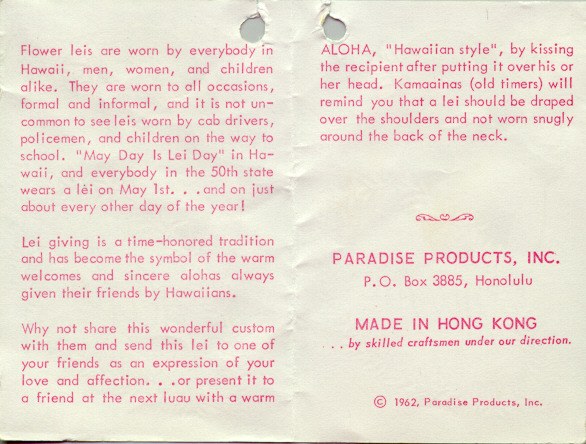 Flower leis are worn by everybody in
Hawaii, men, women, and children
alike. They are worn to all occasions,
formal and informal, and it is not un-
common to see leis worn by cab drivers,
policemen, and children on the way to
school. "May Day Is Lei Day" in Ha-
waii, and everybody in the 50th state
wears a lei on May 1st. . .and on just
about every other day of the year!
Lei giving is a time-honored tradition
and has become the symbol of the warm
welcomes and sincere alohas always
given their friends by Hawaiians.
Why not share this wonderful custom
with them and send this lei to one of
your friends as an expression of your
love and affection. . .or present it to
a friend at the next luau with a warm
ALOHA, "Hawaiian style", by kissing
the recipient after putting it over his or
her head. Kamaainas (old timers) will
remind you that a lei should be draped
over the shoulders and not worn snugly
around the back of the neck.
PARADISE PRODUCTS, INC.
P.O. Box 3885, Honolulu
MADE IN HONG KONG
. . by skilled craftsmen under our direction.
© 1962, Paradise Products, Inc.